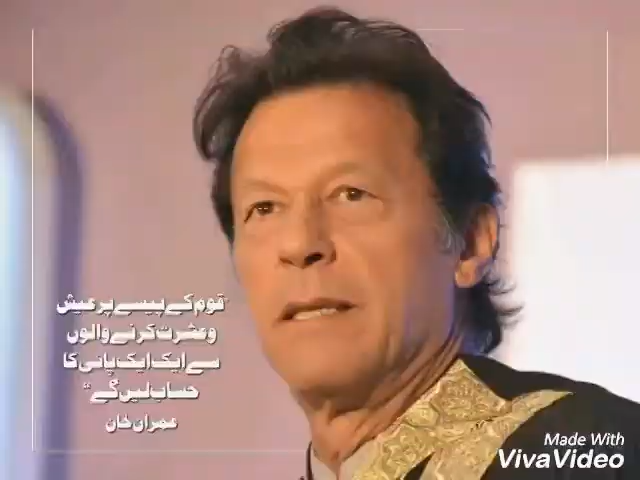 "قوم کے پیسے پر عیش
و عشرت کرنے والوں
سے ایک ایک پائی کا
حساب لیں گے"
عمران خان
Made With
VivaVideo